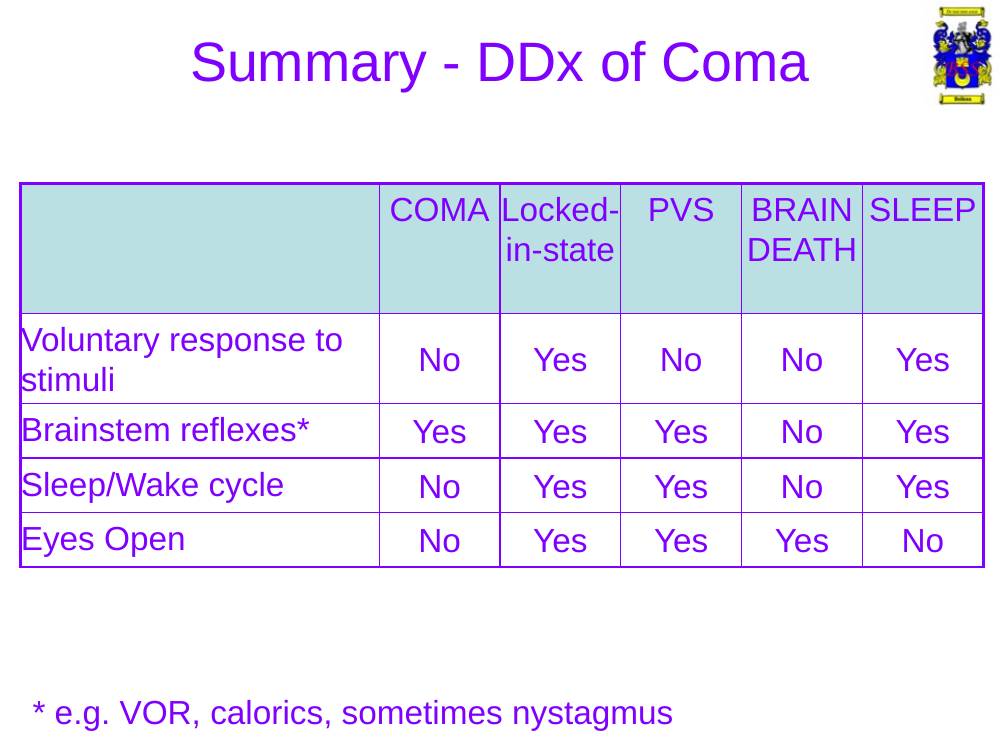 Summary - DDx of Coma
COMA Locked-in-state PVS BRAIN DEATH SLEEP
Voluntary response to stimuli No Yes No No Yes
Brainstem reflexes* Yes Yes Yes No Yes
Sleep/Wake cycle No Yes Yes No Yes
Eyes Open No Yes Yes Yes No
* e.g. VOR, calorics, sometimes nystagmus